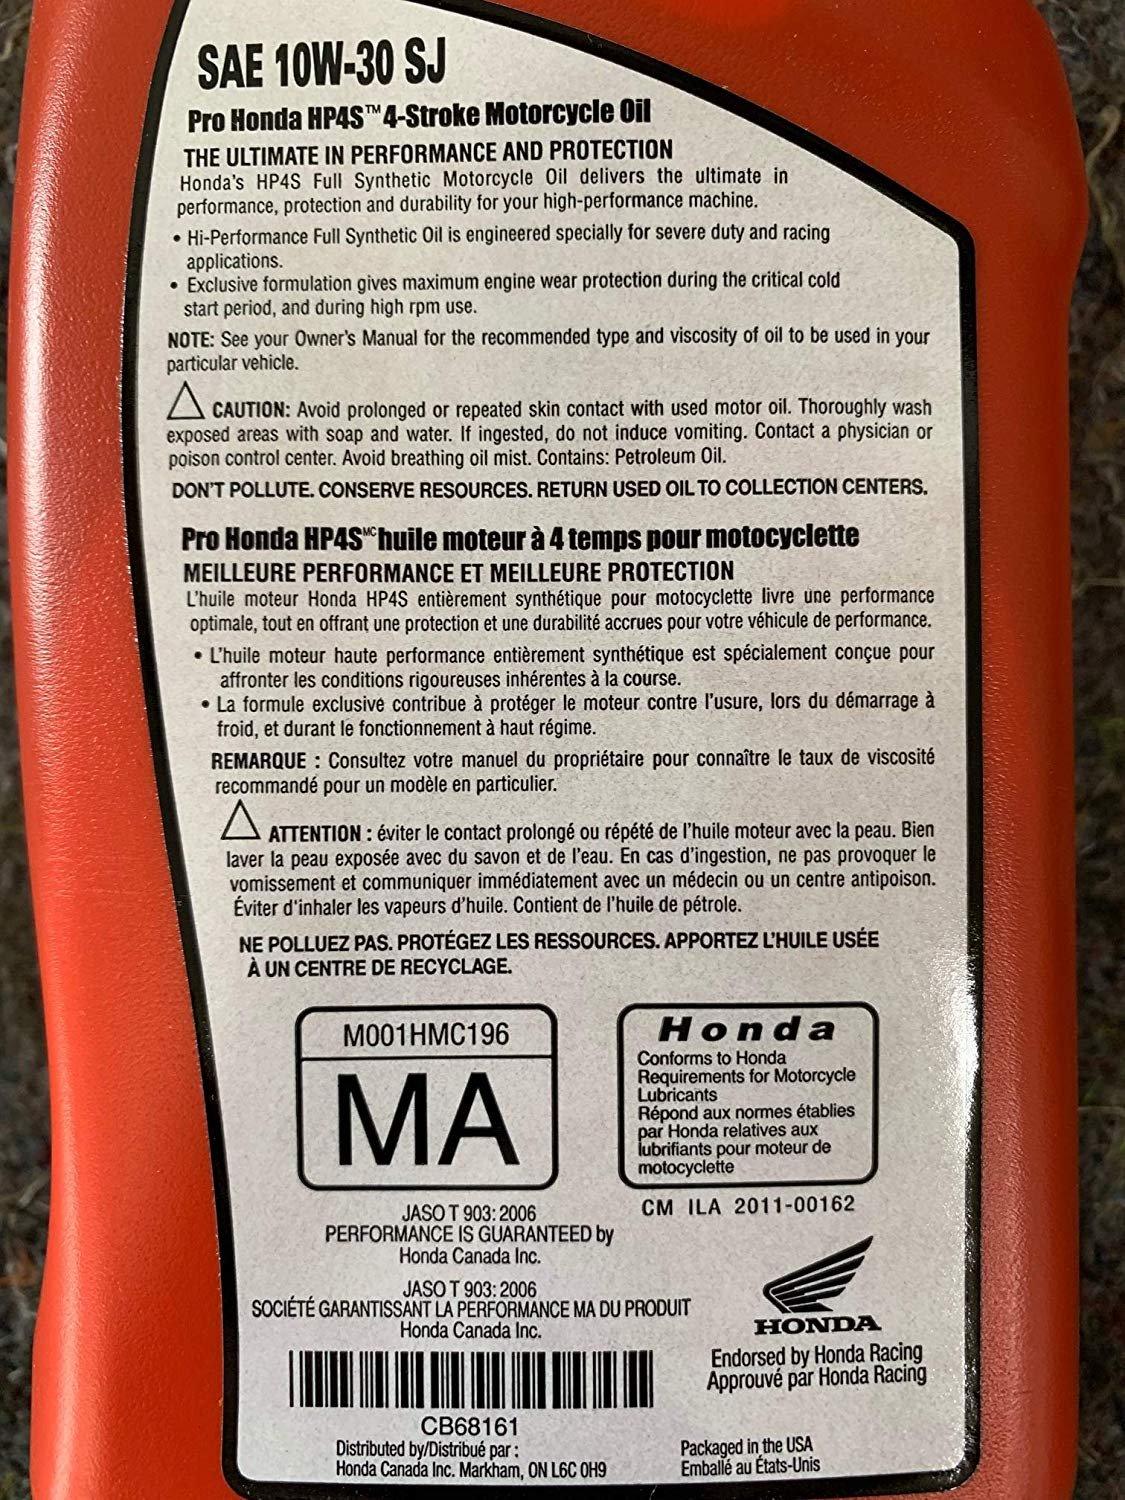 SAE 10W-30 SJ
Pro Honda HP4S™ 4-Stroke Motorcycle Oil
THE ULTIMATE IN PERFORMANCE AND PROTECTION
Honda's HP4S Full Synthetic Motorcycle Oil delivers the ultimate in
performance, protection and durability for your high-performance machine.
• Hi-Performance Full Synthetic Oil is engineered specially for severe duty and racing
applications.
• Exclusive formulation gives maximum engine wear protection during the critical cold
start period, and during high rpm use.
NOTE: See your Owner's Manual for the recommended type and viscosity of oil to be used in your
particular vehicle.
CAUTION: Avoid prolonged or repeated skin contact with used motor oil. Thoroughly wash
exposed areas with soap and water. If ingested, do not induce vomiting. Contact a physician or
poison control center. Avoid breathing oil mist. Contains: Petroleum Oil.
DON'T POLLUTE. CONSERVE RESOURCES. RETURN USED OIL TO COLLECTION CENTERS.
Pro Honda HP4S MC huile moteur à 4 temps pour motocyclette
MEILLEURE PERFORMANCE ET MEILLEURE PROTECTION
L'huile moteur Honda HP4S entièrement synthétique pour motocyclette livre une performance
optimale, tout en offrant une protection et une durabilité accrues pour votre véhicule de performance.
• L'huile moteur haute performance entièrement synthétique est spécialement conçue pour
affronter les conditions rigoureuses inhérentes à la course.
• La formule exclusive contribue à protéger le moteur contre l'usure, lors du démarrage à
froid, et durant le fonctionnement à haut régime.
REMARQUE : Consultez votre manuel du propriétaire pour connaître le taux de viscosité
recommandé pour un modèle en particulier.
ATTENTION : éviter le contact prolongé ou répété de l'huile moteur avec la peau. Bien
laver la peau exposée avec du savon et de l'eau. En cas d'ingestion, ne pas provoquer le
vomissement et communiquer immédiatement avec un médecin ou un centre antipoison.
Éviter d'inhaler les vapeurs d'huile. Contient de l'huile de pétrole.
NE POLLUEZ PAS. PROTÉGEZ LES RESSOURCES. APPORTEZ L'HUILE USÉE
À UN CENTRE DE RECYCLAGE.
M001HMC196
MA
JASO T 903: 2006
PERFORMANCE IS GUARANTEED by
Honda Canada Inc.
JASO T 903: 2006
SOCIÉTÉ GARANTISSANT LA PERFORMANCE MA DU PRODUIT
Honda Canada Inc.
Honda
Conforms to Honda
Requirements for Motorcycle
Lubricants
Répond aux normes établies
par Honda relatives aux
lubrifiants pour moteur de
motocyclette
CM ILA 2011-00162
HONDA
Endorsed by Honda Racing
Approuvé par Honda Racing
CB68161
Distributed by/Distribué par :
Honda Canada Inc. Markham, ON L6C 0H9
Packaged in the USA
Emballé au États-Unis